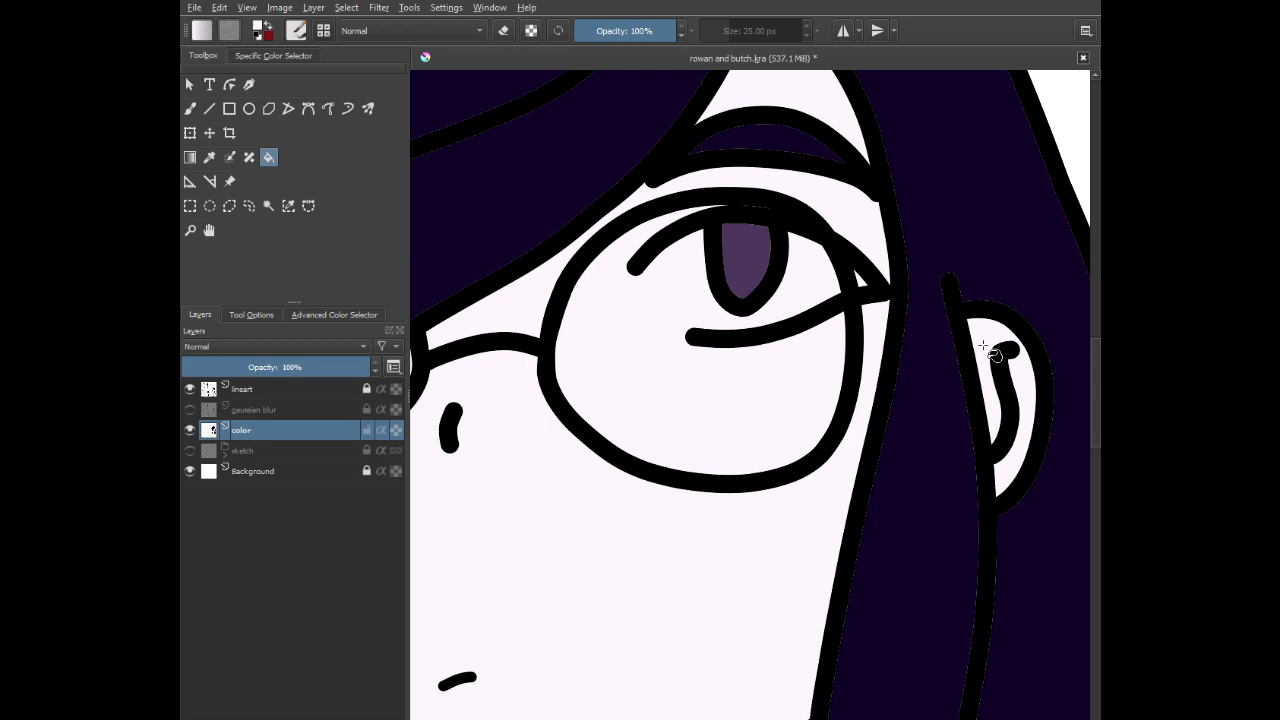 File Edit View Image Layer Select Filter Tools Settings Window Help
Normal Opacity: 100% Size: 25.00 px
Toolbox Specific Color Selector
rowan and butch.kra (537.1 MiB) *
Layers Tool Options Advanced Color Selector
Layers
Normal
Opacity: 100%
lineart
gaussian blur
color
sketch
Background